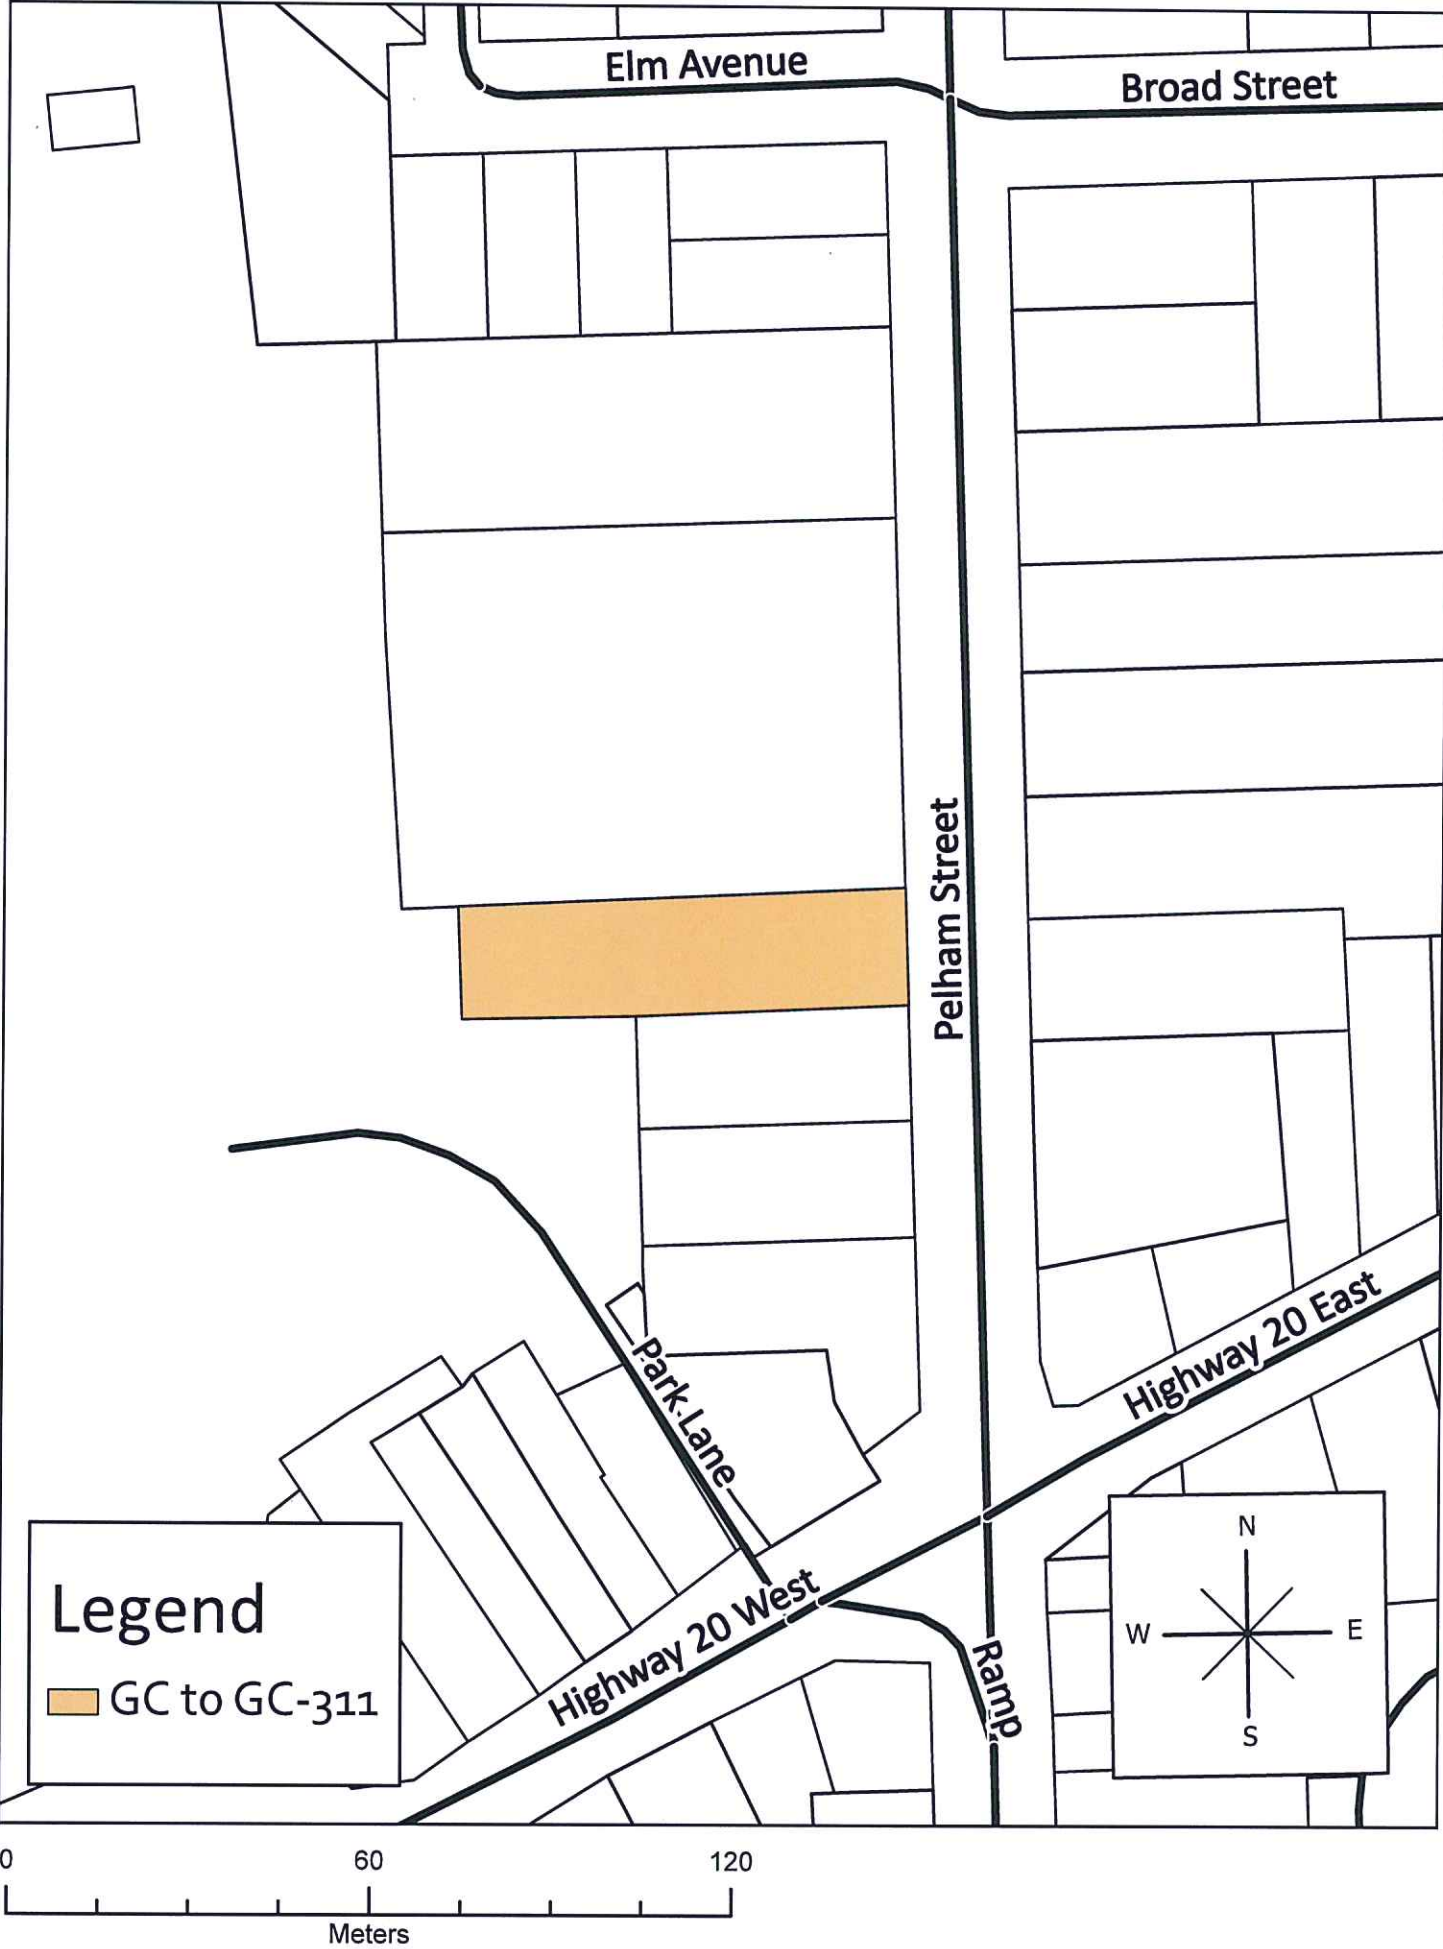 Elm Avenue
Broad Street
Pelham Street
Park Lane
Highway 20 East
Highway 20 West
Ramp
N
W E
S
Legend
GC to GC-311
0 60 120
Meters